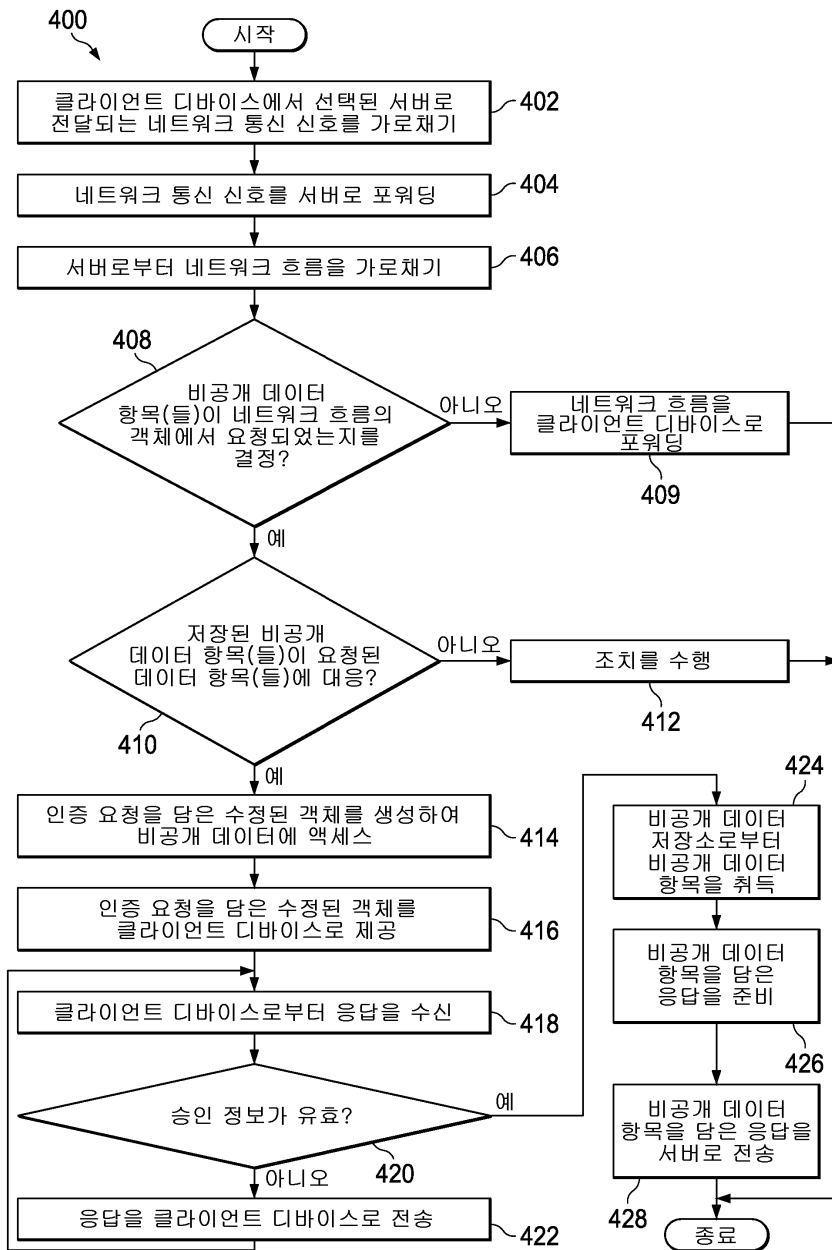 400
시작
클라이언트 디바이스에서 선택된 서버로
전달되는 네트워크 통신 신호를 가로채기
402
네트워크 통신 신호를 서버로 포워딩
404
서버로부터 네트워크 흐름을 가로채기
406
408
비공개 데이터
항목(들)이 네트워크 흐름의
객체에서 요청되었는지를
결정?
아니오
네트워크 흐름을
클라이언트 디바이스로
포워딩
409
예
저장된 비공개
데이터 항목(들)이 요청된
데이터 항목(들)에 대응?
410
아니오
조치를 수행
412
예
인증 요청을 담은 수정된 객체를 생성하여
비공개 데이터에 액세스
414
인증 요청을 담은 수정된 객체를
클라이언트 디바이스로 제공
416
클라이언트 디바이스로부터 응답을 수신
418
승인 정보가 유효?
420
예
아니오
응답을 클라이언트 디바이스로 전송
422
424
비공개 데이터
저장소로부터
비공개 데이터
항목을 취득
비공개 데이터
항목을 담은
응답을 준비
426
비공개 데이터
항목을 담은 응답을
서버로 전송
428
종료